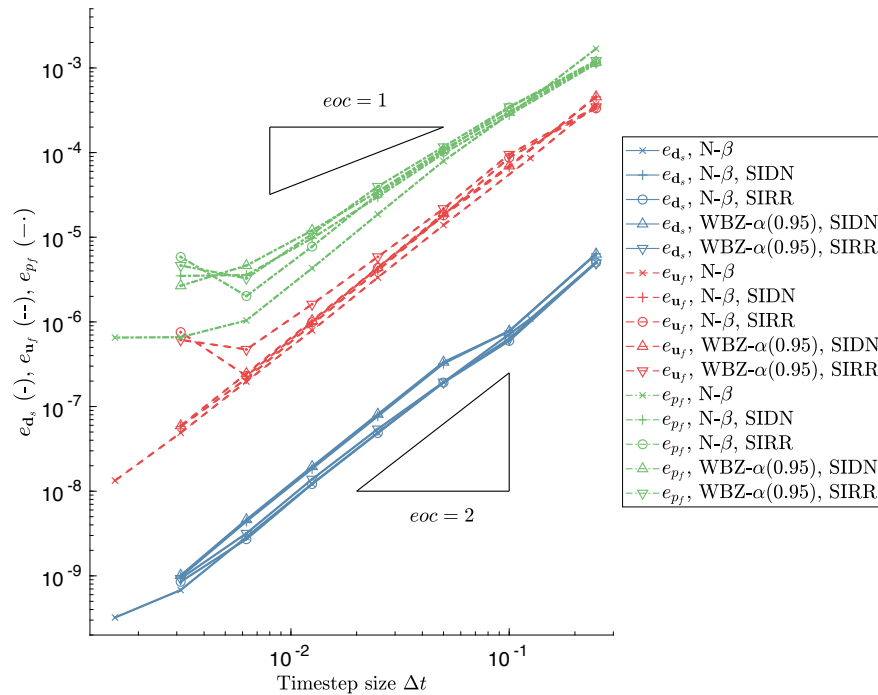 10⁻³
10⁻⁴
10⁻⁵
10⁻⁶
10⁻⁷
10⁻⁸
10⁻⁹
e_{d_s} (-), e_{u_f} (--), e_{p_f} (–·)
eoc = 1
eoc = 2
10⁻² 10⁻¹
Timestep size Δt
e_{d_s}, N-β
e_{d_s}, N-β, SIDN
e_{d_s}, N-β, SIRR
e_{d_s}, WBZ-α(0.95), SIDN
e_{d_s}, WBZ-α(0.95), SIRR
e_{u_f}, N-β
e_{u_f}, N-β, SIDN
e_{u_f}, N-β, SIRR
e_{u_f}, WBZ-α(0.95), SIDN
e_{u_f}, WBZ-α(0.95), SIRR
e_{p_f}, N-β
e_{p_f}, N-β, SIDN
e_{p_f}, N-β, SIRR
e_{p_f}, WBZ-α(0.95), SIDN
e_{p_f}, WBZ-α(0.95), SIRR